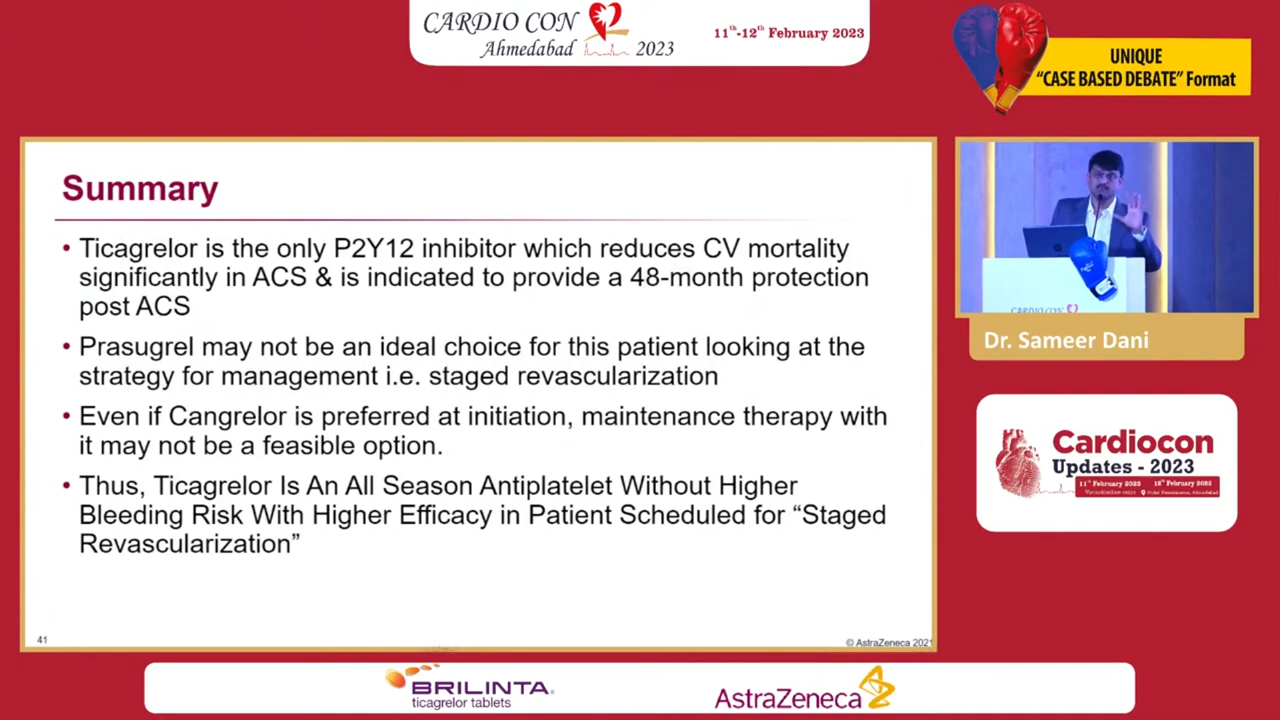 CARDIO CON
Ahmedabad 2023
11th-12th February 2023
UNIQUE
“CASE BASED DEBATE” Format
Summary
• Ticagrelor is the only P2Y12 inhibitor which reduces CV mortality
significantly in ACS & is indicated to provide a 48-month protection
post ACS
• Prasugrel may not be an ideal choice for this patient looking at the
strategy for management i.e. staged revascularization
• Even if Cangrelor is preferred at initiation, maintenance therapy with
it may not be a feasible option.
• Thus, Ticagrelor Is An All Season Antiplatelet Without Higher
Bleeding Risk With Higher Efficacy in Patient Scheduled for “Staged
Revascularization”
41
© AstraZeneca 2021
CARDIO CON
Dr. Sameer Dani
Cardiocon
Updates - 2023
11th February 2023
BRILINTA
ticagrelor tablets
AstraZeneca